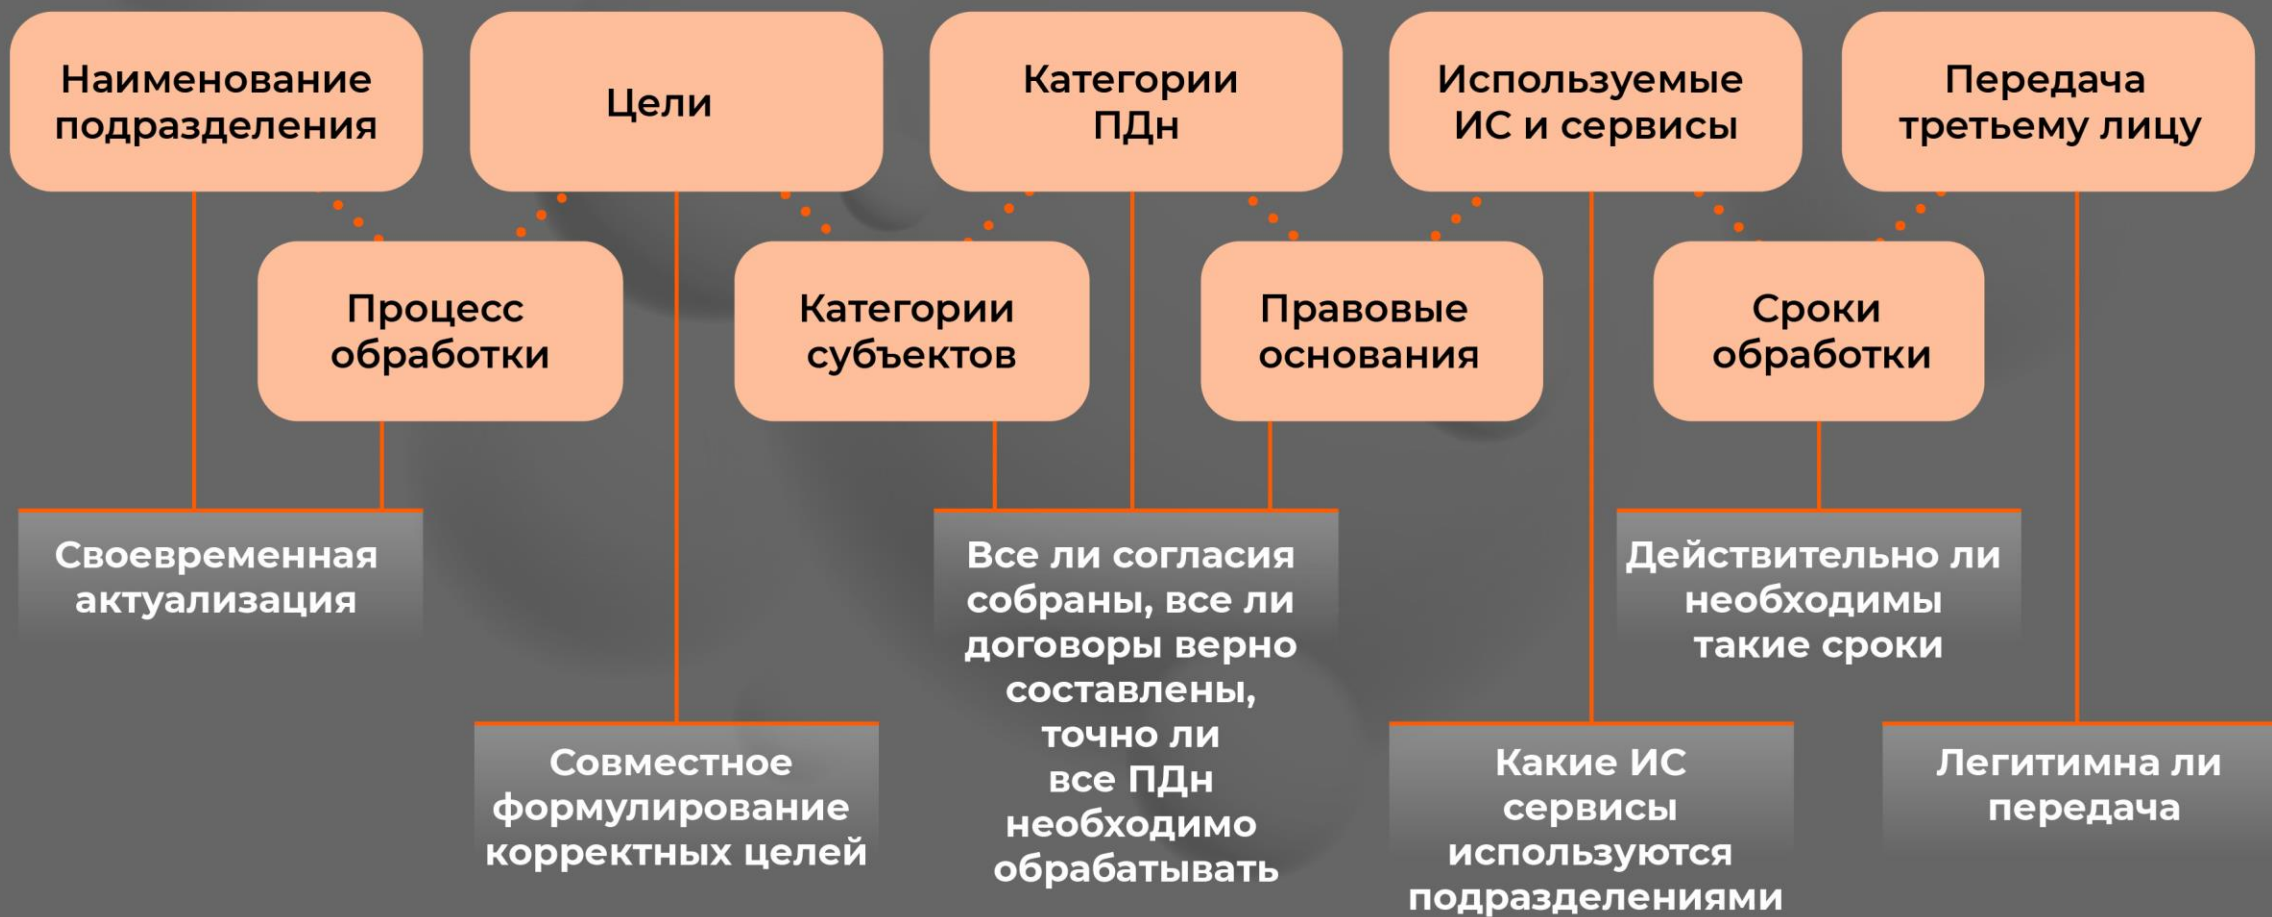 Наименование
подразделения
Цели
Категории
ПДн
Используемые
ИС и сервисы
Передача
третьему лицу
Процесс
обработки
Категории
субъектов
Правовые
основания
Сроки
обработки
Своевременная
актуализация
Совместное
формулирование
корректных целей
Все ли согласия
собраны, все ли
договоры верно
составлены,
точно ли
все ПДн
необходимо
обрабатывать
Какие ИС
сервисы
используются
подразделениями
Действительно ли
необходимы
такие сроки
Легитимна ли
передача